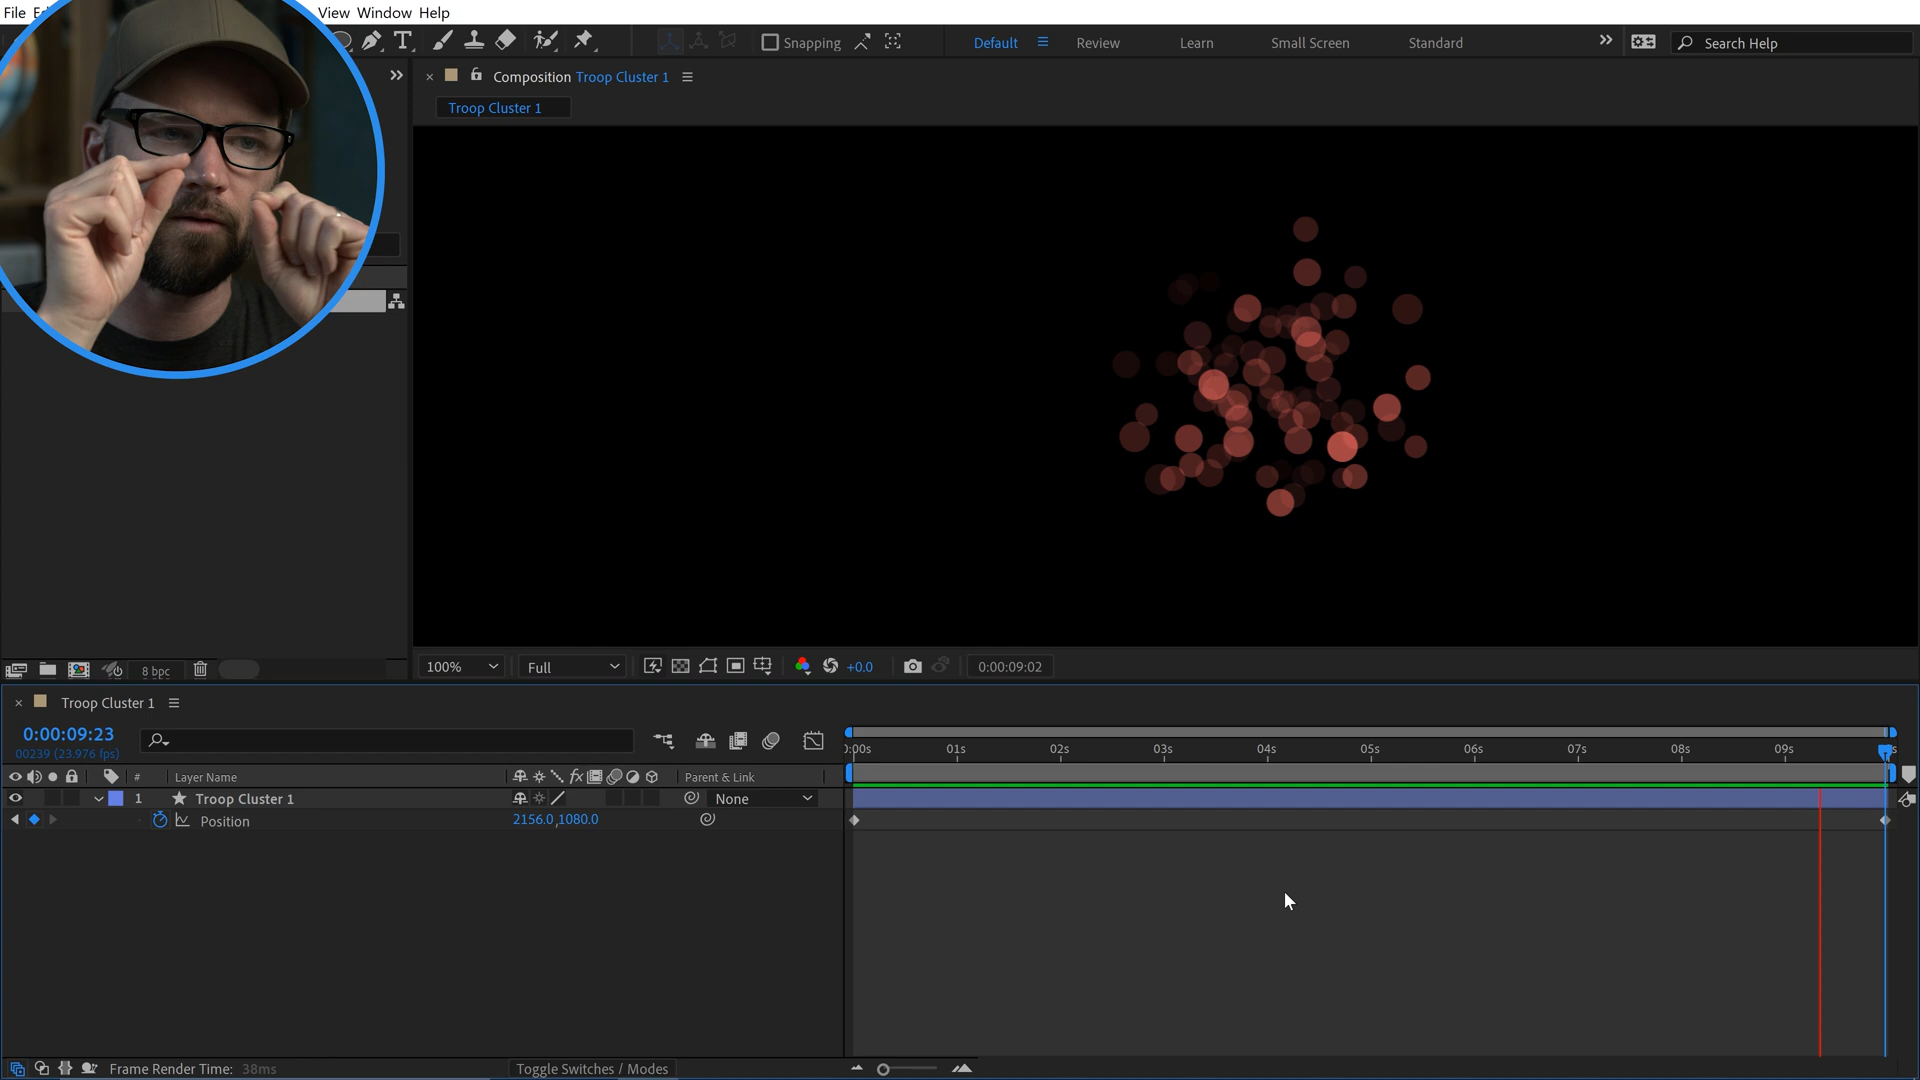 File
View Window Help
T
Snapping
Default
Review
Learn
Small Screen
Standard
Search Help
Composition Troop Cluster 1
Troop Cluster 1
8 bpc
100%
Full
+0.0
0:00:09:02
Troop Cluster 1
0:00:09:23
00239 (23.976 fps)
0:00s 01s 02s 03s 04s 05s 06s 07s 08s 09s
# Layer Name
fx
Parent & Link
1 Troop Cluster 1
None
Position
2156.0,1080.0
Frame Render Time: 38ms
Toggle Switches / Modes